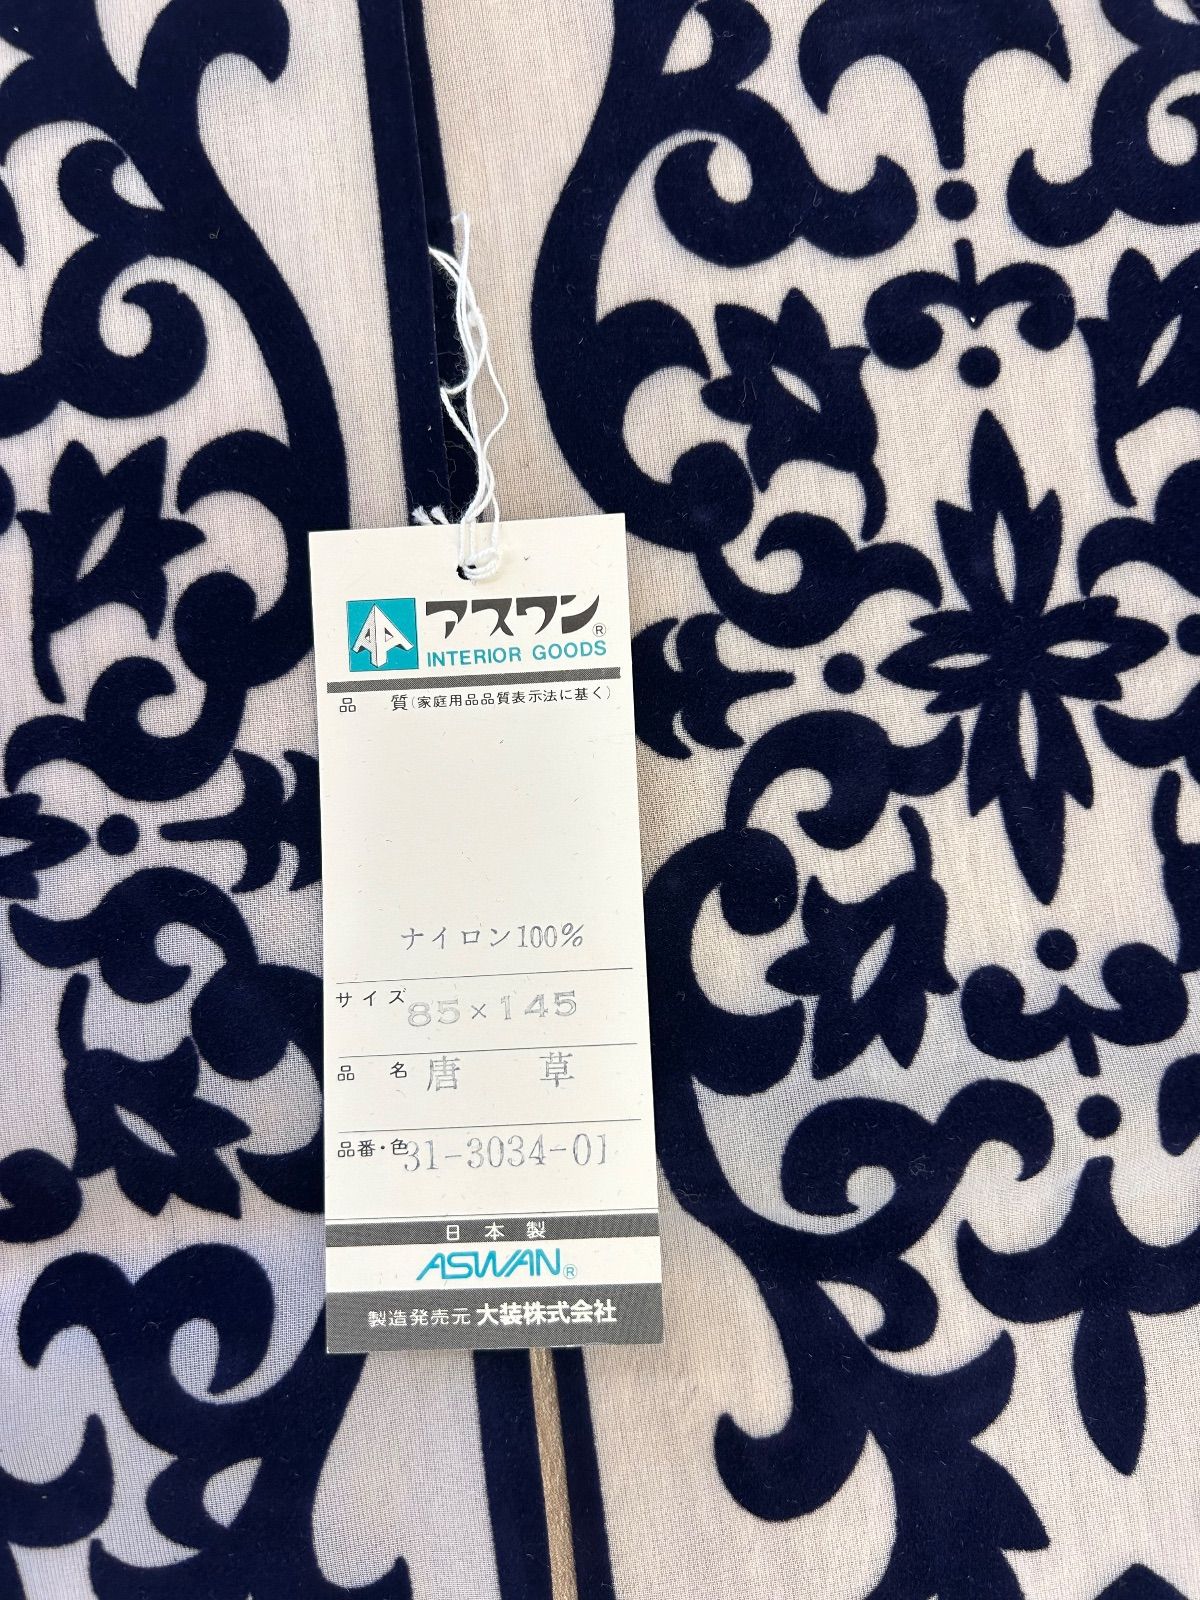 アスワン®
INTERIOR GOODS
品　質(家庭用品品質表示法に基く)
ナイロン100%
サイズ 85×145
品　名 唐　草
品番・色 31-3034-01
日本製
ASWAN®
製造発売元 大装株式会社